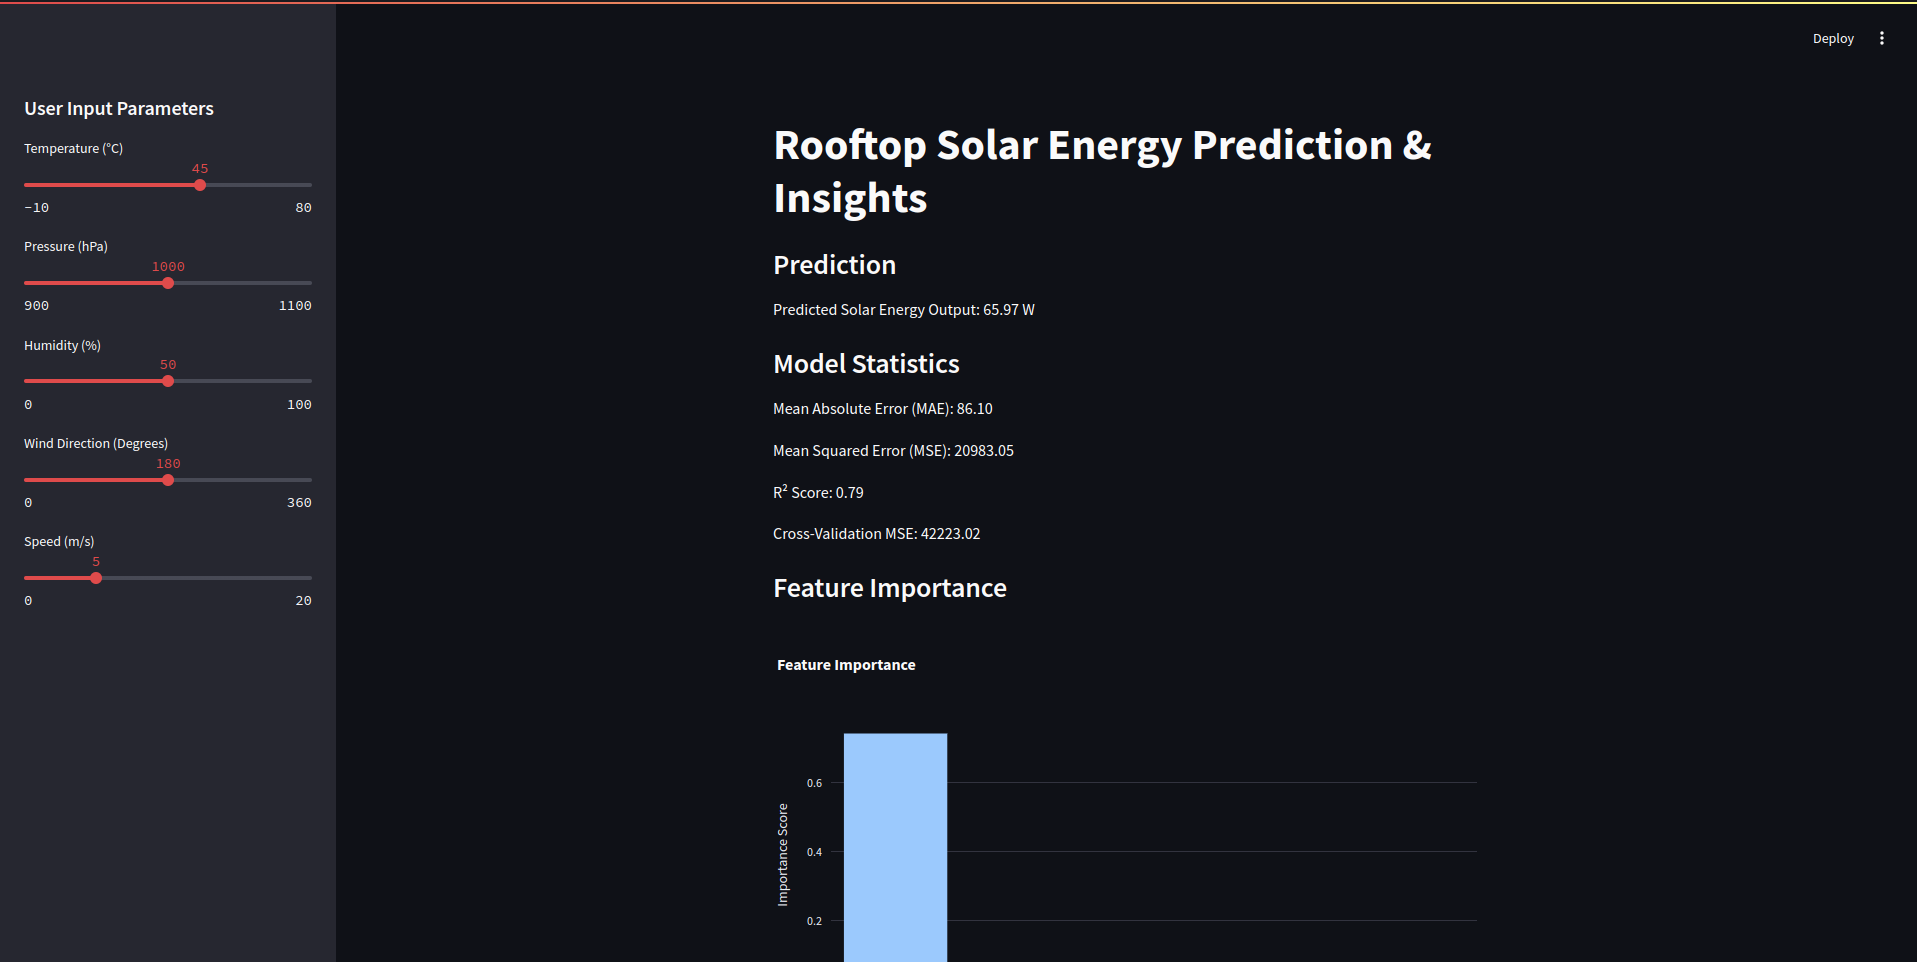 Deploy
User Input Parameters
Temperature (°C)
45
-10 80
Pressure (hPa)
1000
900 1100
Humidity (%)
50
0 100
Wind Direction (Degrees)
180
0 360
Speed (m/s)
5
0 20
Rooftop Solar Energy Prediction &
Insights
Prediction
Predicted Solar Energy Output: 65.97 W
Model Statistics
Mean Absolute Error (MAE): 86.10
Mean Squared Error (MSE): 20983.05
R² Score: 0.79
Cross-Validation MSE: 42223.02
Feature Importance
Feature Importance
Importance Score
0.6
0.4
0.2